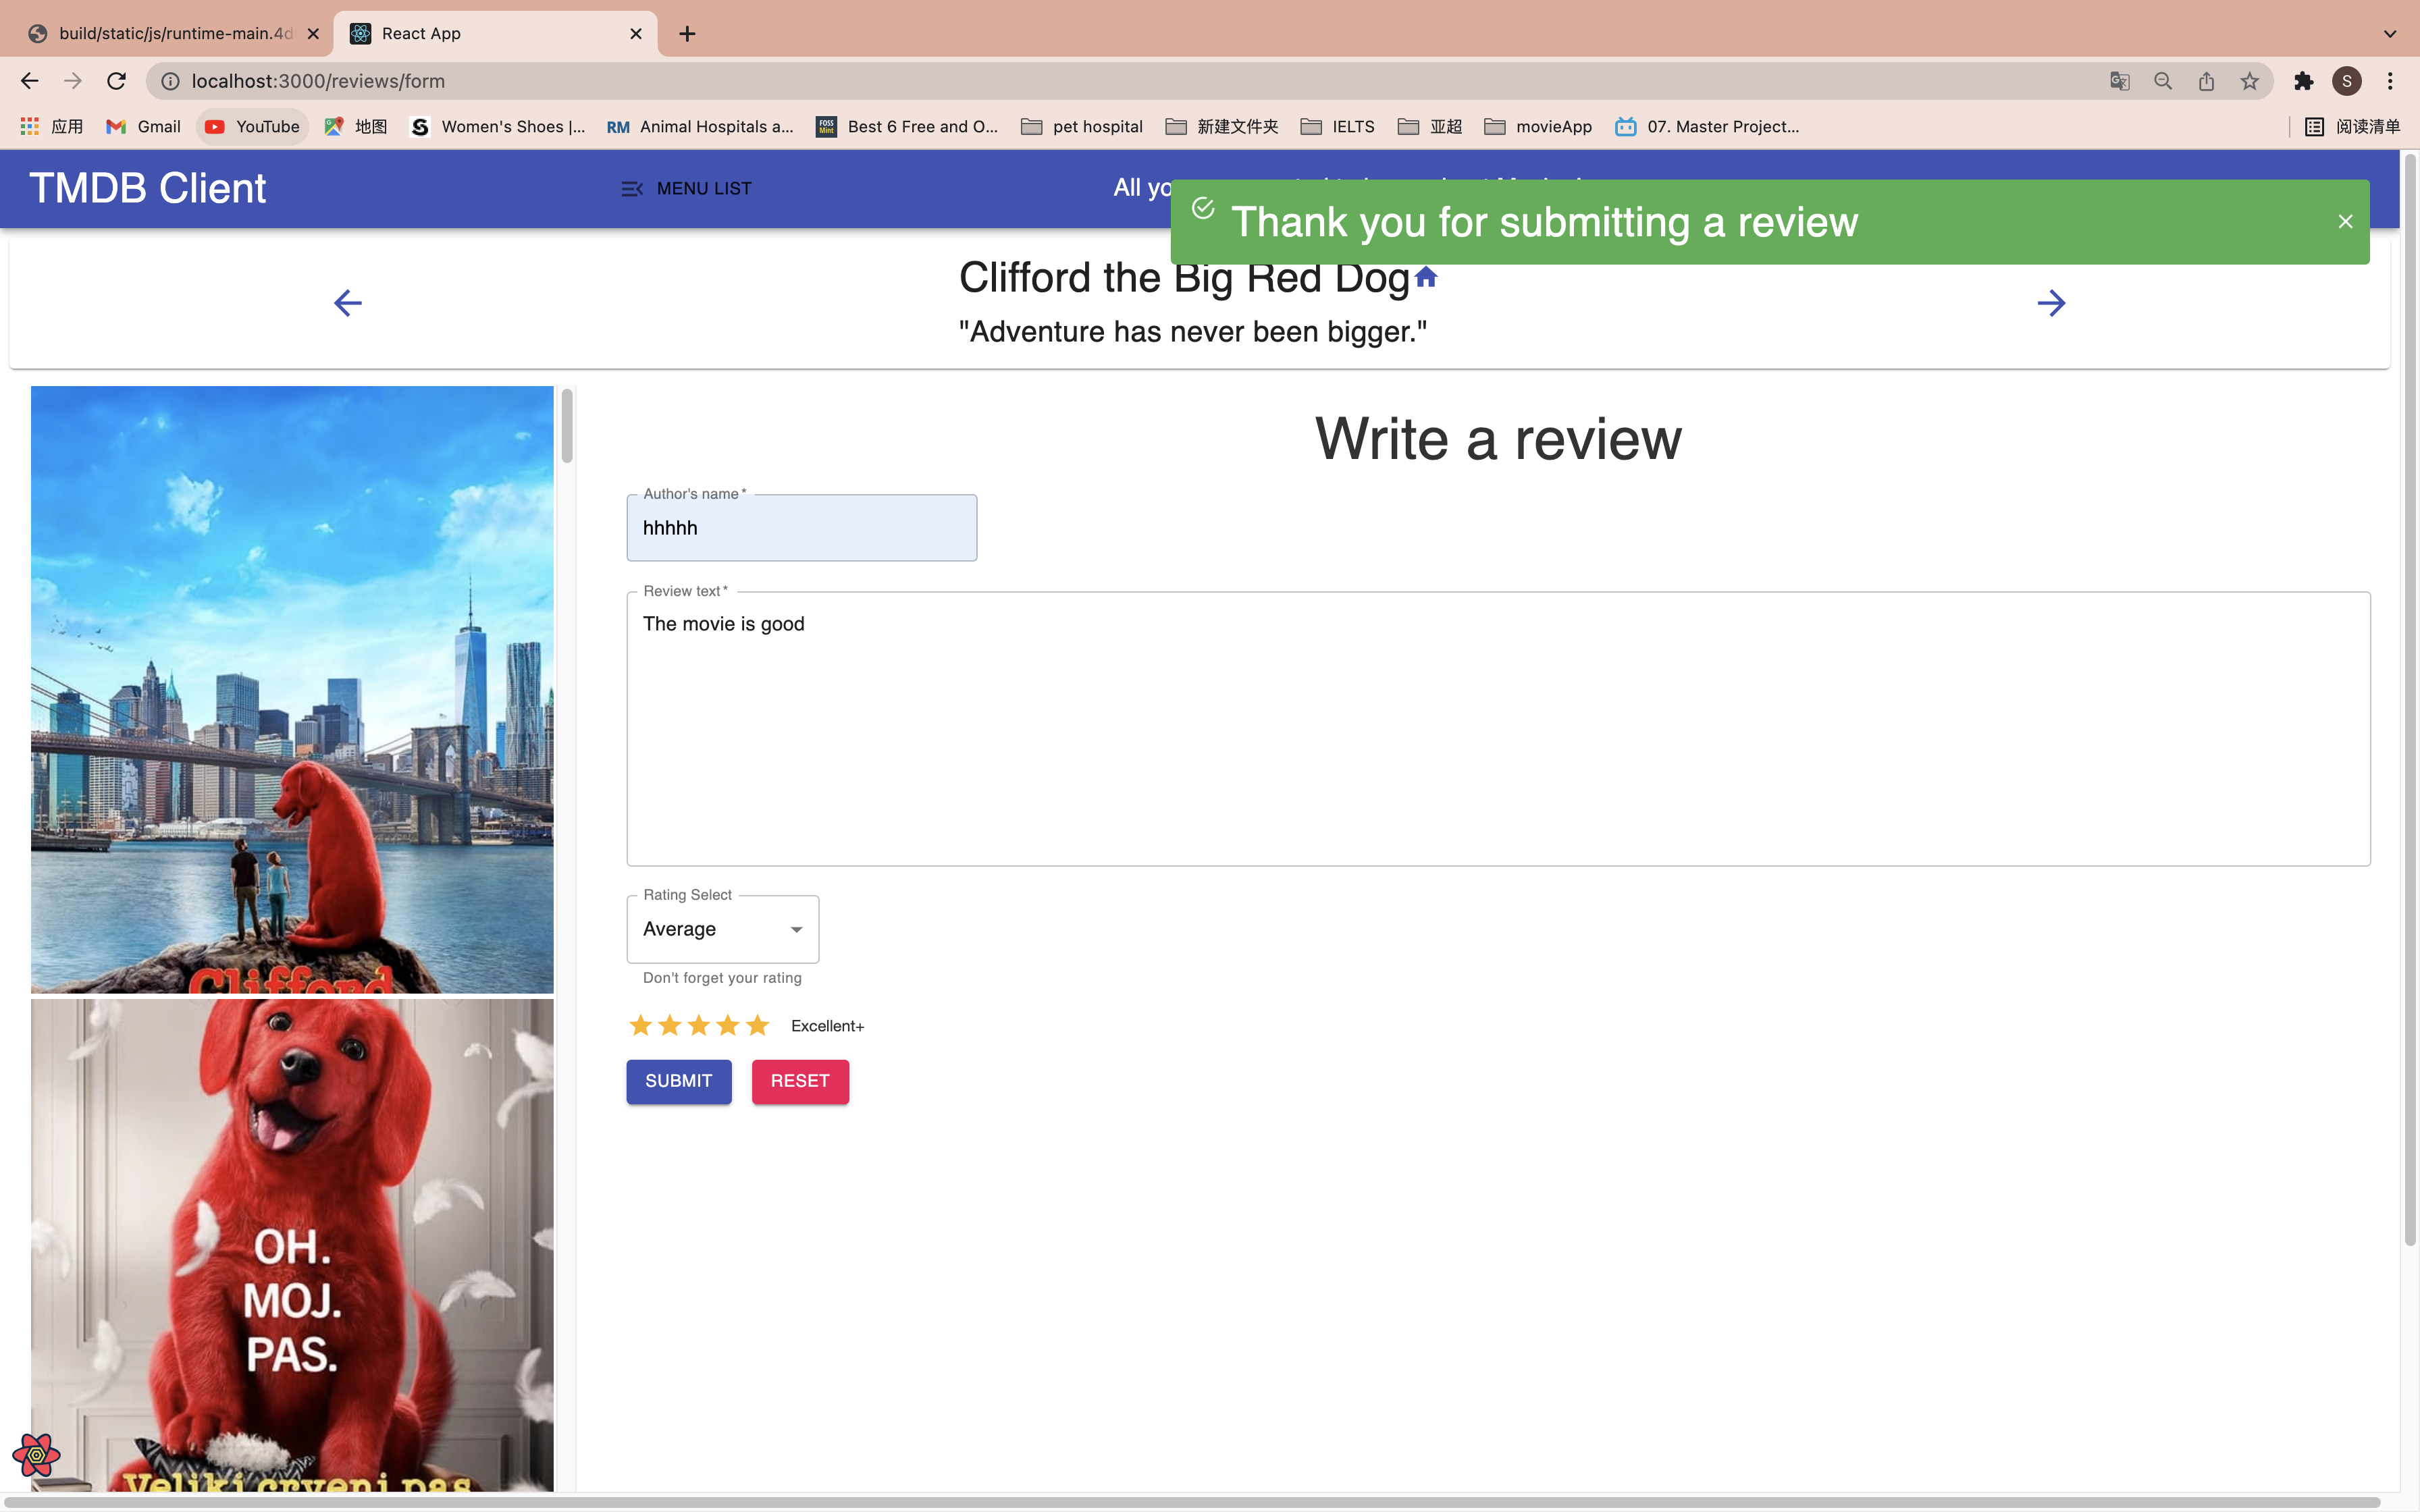 build/static/js/runtime-main.4d
React App
localhost:3000/reviews/form
S
应用
Gmail
YouTube
地图
S
Women's Shoes |...
RM
Animal Hospitals a...
FOSS
Mint
Best 6 Free and O...
pet hospital
新建文件夹
IELTS
亚超
movieApp
07. Master Project...
阅读清单
TMDB Client
MENU LIST
All yo
Thank you for submitting a review
Clifford the Big Red Dog
"Adventure has never been bigger."
Write a review
Author's name *
hhhhh
Review text *
The movie is good
Rating Select
Average
Don't forget your rating
Excellent+
SUBMIT
RESET
Clifford
OH.
MOJ.
PAS.
Veliki crveni pas